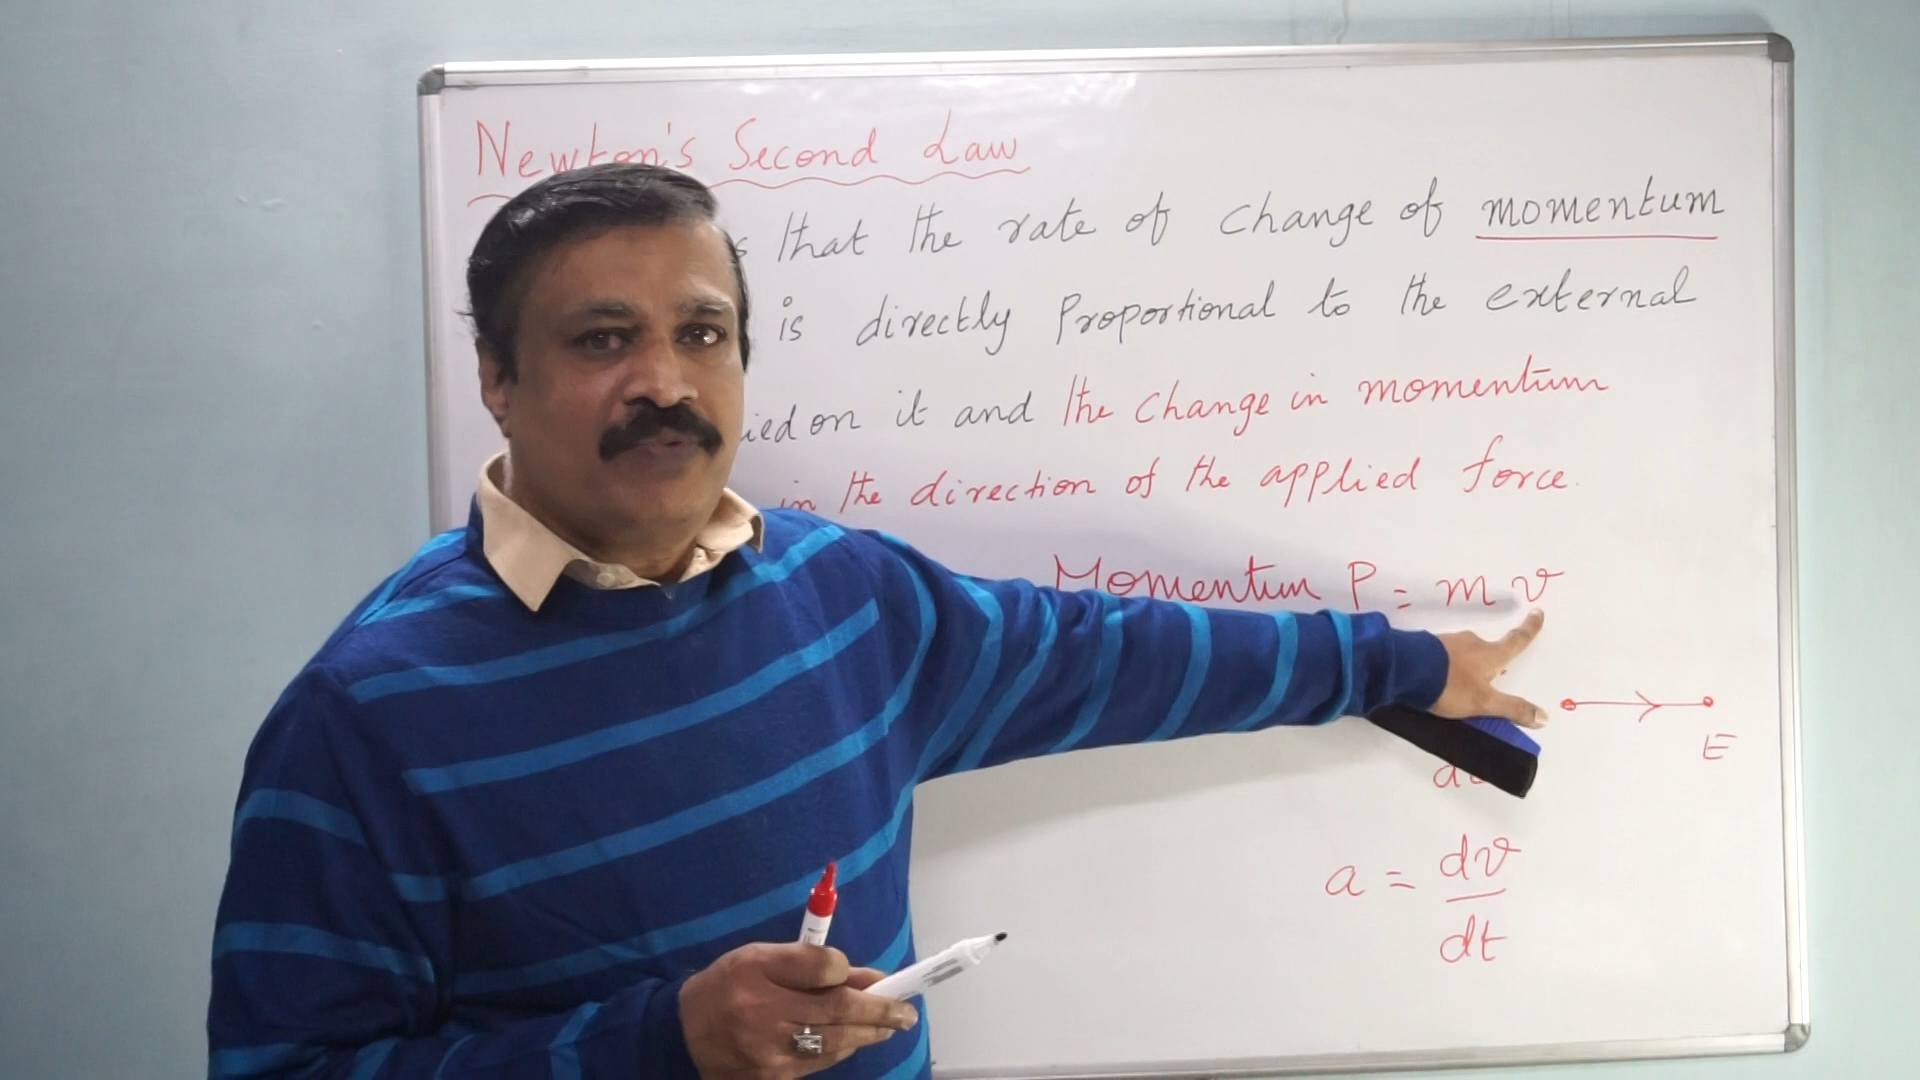 Newton's Second Law
that the rate of change of momentum
is directly Proportional to the external
on it and the change in momentum
in the direction of the applied force.
Momentum P = mv
E
a = dv
dt